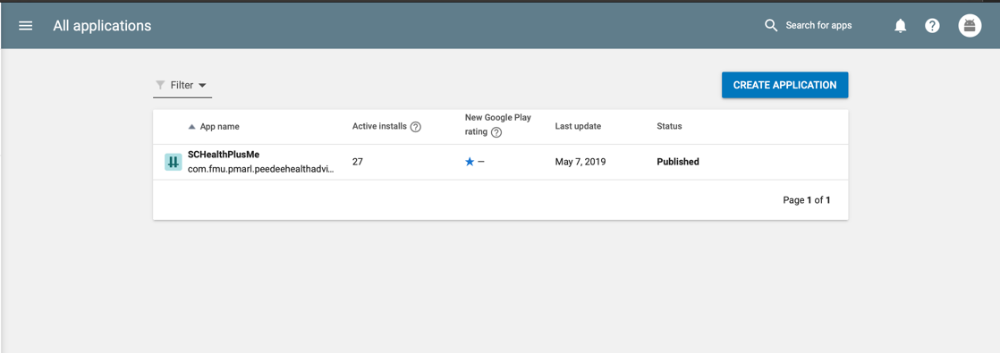 All applications
Search for apps
Filter
CREATE APPLICATION
App name
Active installs
New Google Play
rating
Last update
Status
SCHealthPlusMe
com.fmu.pmarl.peedeehealthadvi...
27
—
May 7, 2019
Published
Page 1 of 1